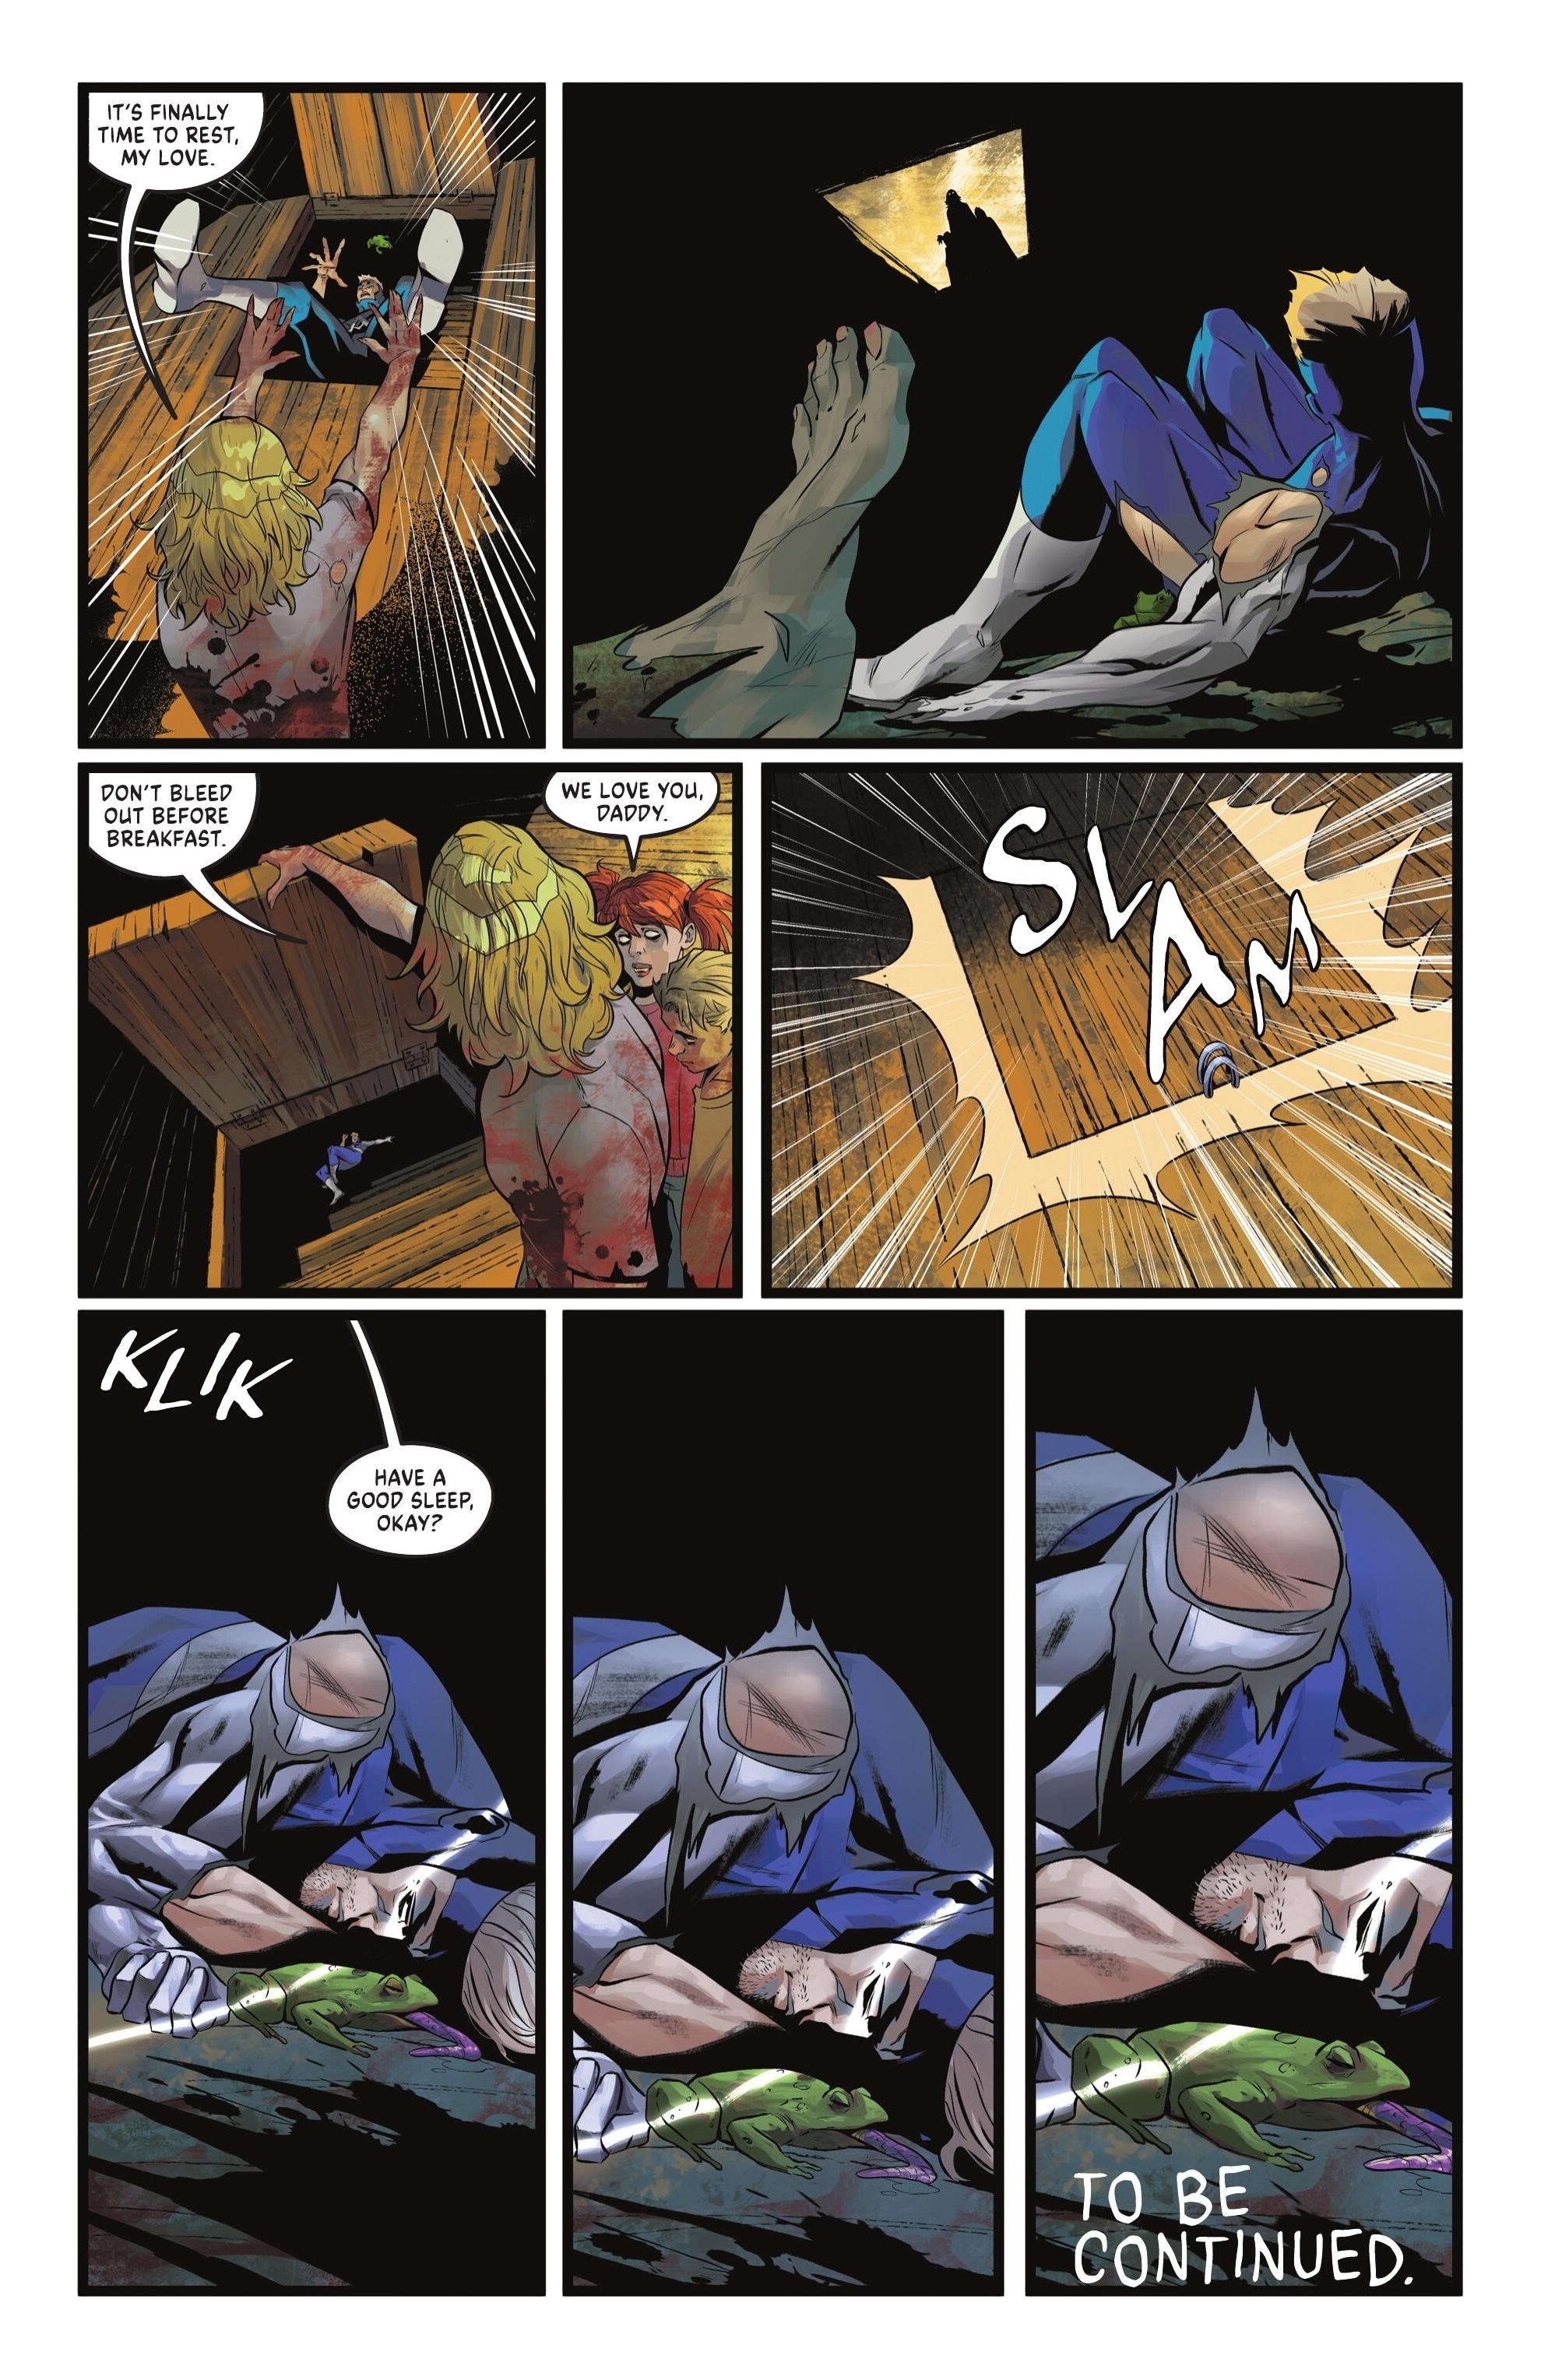 IT'S FINALLY
TIME TO REST,
MY LOVE.
DON'T BLEED
OUT BEFORE
BREAKFAST.
WE LOVE YOU,
DADDY.
SLAM
KLIK
HAVE A
GOOD SLEEP,
OKAY?
TO BE
CONTINUED.